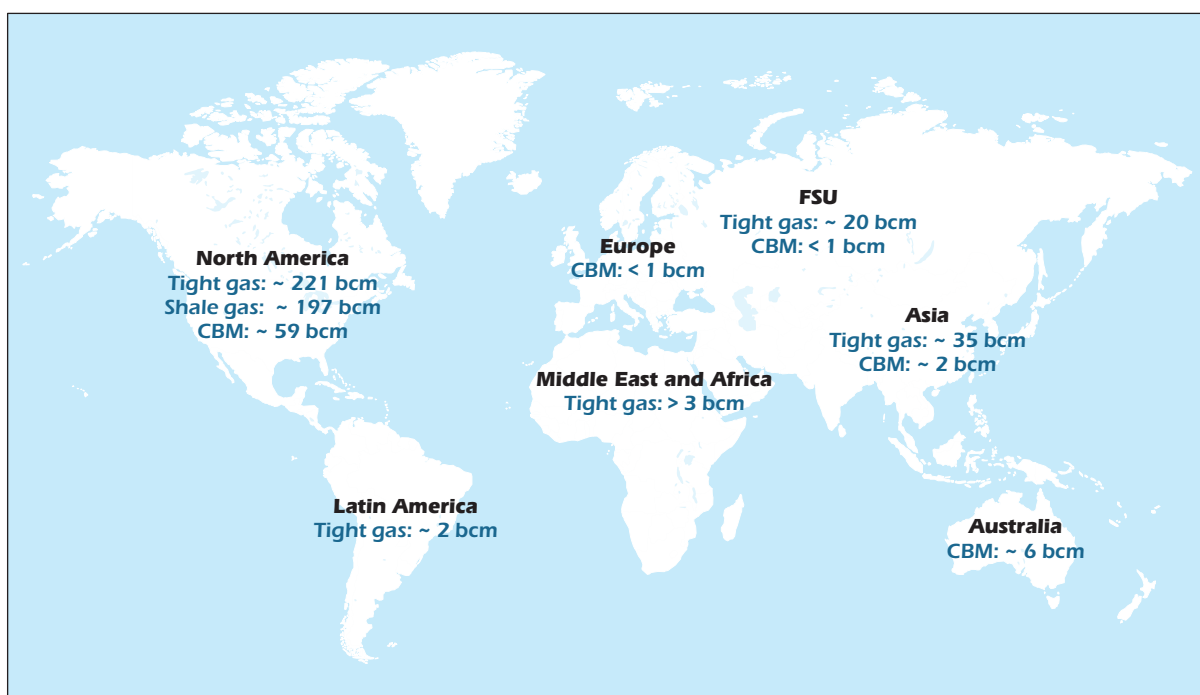 North America
Tight gas: ~ 221 bcm
Shale gas: ~ 197 bcm
CBM: ~ 59 bcm
Latin America
Tight gas: ~ 2 bcm
Europe
CBM: < 1 bcm
Middle East and Africa
Tight gas: > 3 bcm
FSU
Tight gas: ~ 20 bcm
CBM: < 1 bcm
Asia
Tight gas: ~ 35 bcm
CBM: ~ 2 bcm
Australia
CBM: ~ 6 bcm